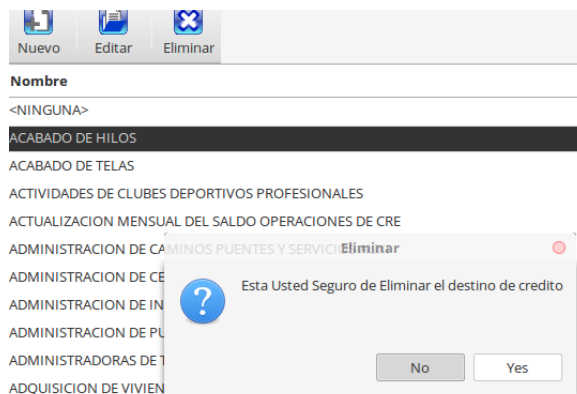 Nuevo Editar Eliminar
Nombre
<NINGUNA>
ACABADO DE HILOS
ACABADO DE TELAS
ACTIVIDADES DE CLUBES DEPORTIVOS PROFESIONALES
ACTUALIZACION MENSUAL DEL SALDO OPERACIONES DE CRE
ADMINISTRACION DE CAMINOS PUENTES Y SERVICIO
Eliminar
ADMINISTRACION DE CE
Esta Usted Seguro de Eliminar el destino de credito
ADMINISTRACION DE IN
ADMINISTRACION DE PU
ADMINISTRADORAS DE T
No Yes
ADQUISICION DE VIVIEN